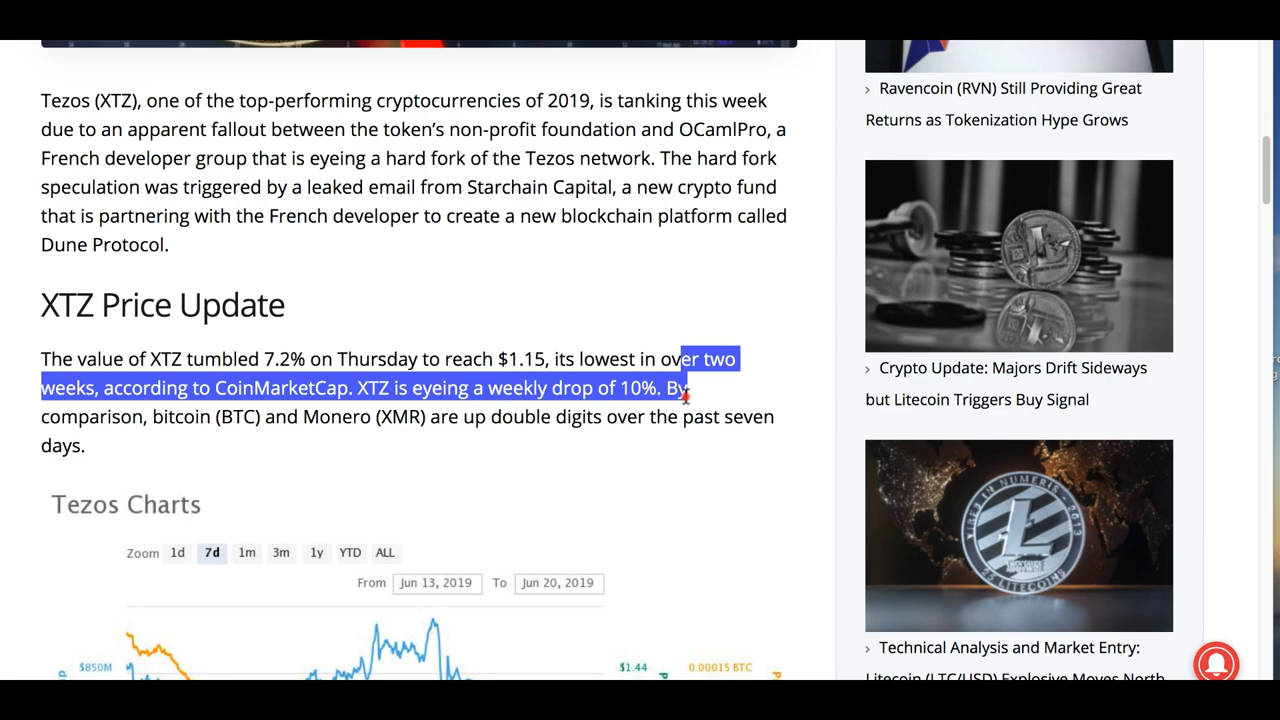 Tezos (XTZ), one of the top-performing cryptocurrencies of 2019, is tanking this week
due to an apparent fallout between the token’s non-profit foundation and OCamlPro, a
French developer group that is eyeing a hard fork of the Tezos network. The hard fork
speculation was triggered by a leaked email from Starchain Capital, a new crypto fund
that is partnering with the French developer to create a new blockchain platform called
Dune Protocol.
XTZ Price Update
The value of XTZ tumbled 7.2% on Thursday to reach $1.15, its lowest in over two
weeks, according to CoinMarketCap. XTZ is eyeing a weekly drop of 10%. By
comparison, bitcoin (BTC) and Monero (XMR) are up double digits over the past seven
days.
Tezos Charts
Zoom 1d 7d 1m 3m 1y YTD ALL
From Jun 13, 2019 To Jun 20, 2019
$850M $1.44 0.00015 BTC
› Ravencoin (RVN) Still Providing Great
Returns as Tokenization Hype Grows
› Crypto Update: Majors Drift Sideways
but Litecoin Triggers Buy Signal
› Technical Analysis and Market Entry:
Litecoin (LTC/USD) Explosive Moves North